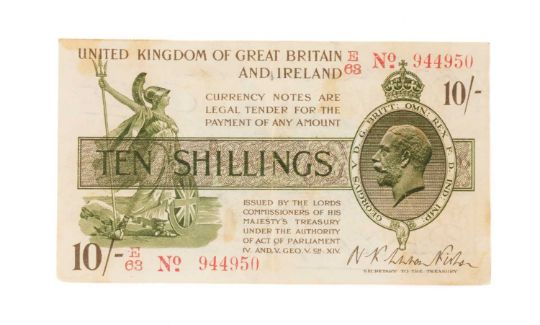 UNITED KINGDOM OF GREAT BRITAIN
AND IRELAND
E/63 No 944950
CURRENCY NOTES ARE
LEGAL TENDER FOR THE
PAYMENT OF ANY AMOUNT
10/-
GEORGIVS V D. G. BRITT: OMN: REX F. D. IND: IMP:
TEN SHILLINGS
ISSUED BY THE LORDS
COMMISSIONERS OF HIS
MAJESTY'S TREASURY
UNDER THE AUTHORITY
OF ACT OF PARLIAMENT
IV. AND V. GEO. V. CH. XIV.
10/- E/63 No 944950
SECRETARY TO THE TREASURY